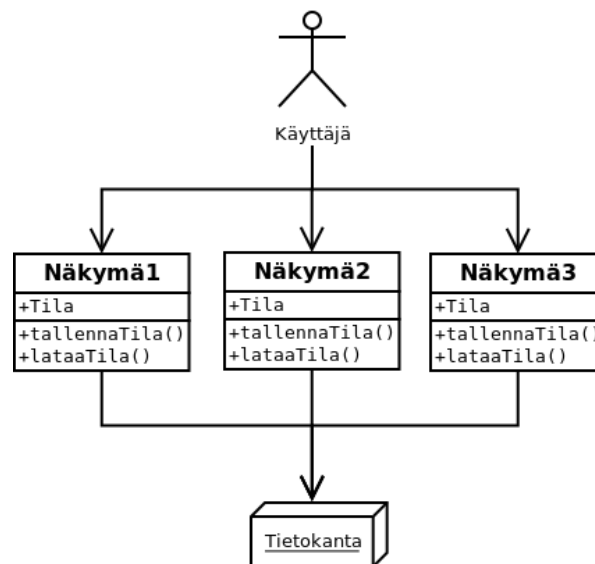 Käyttäjä
Näkymä1
+Tila
+tallennaTila()
+lataaTila()
Näkymä2
+Tila
+tallennaTila()
+lataaTila()
Näkymä3
+Tila
+tallennaTila()
+lataaTila()
Tietokanta